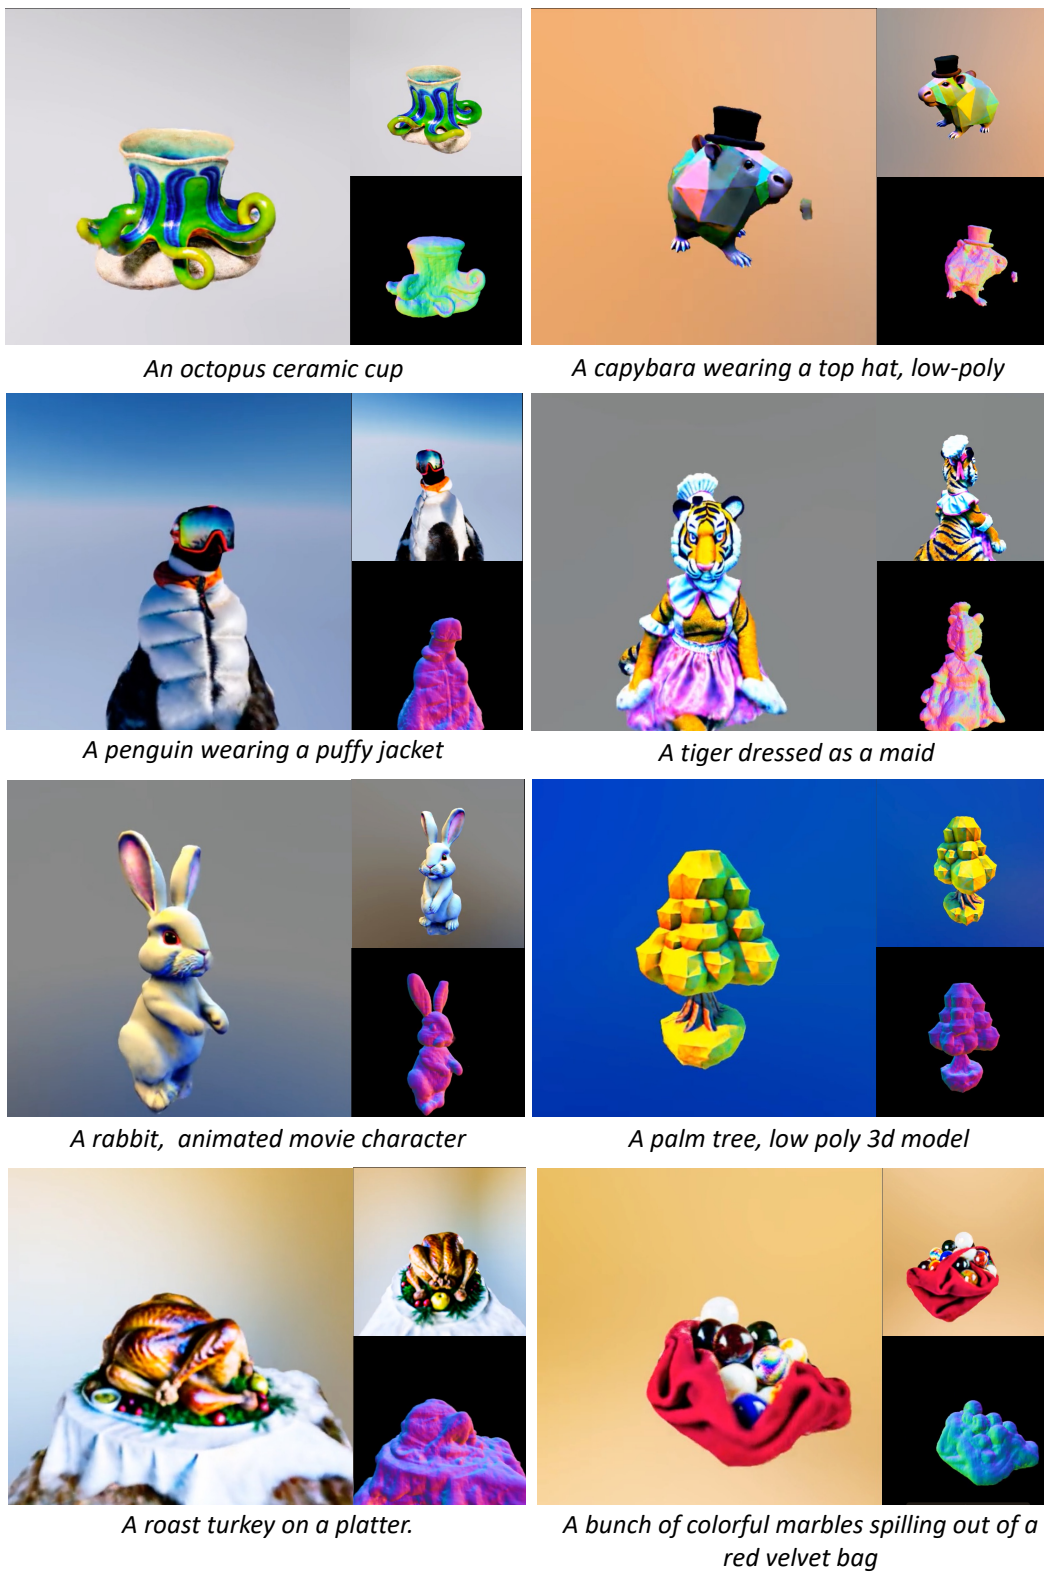 An octopus ceramic cup
A capybara wearing a top hat, low-poly
A penguin wearing a puffy jacket
A tiger dressed as a maid
A rabbit, animated movie character
A palm tree, low poly 3d model
A roast turkey on a platter.
A bunch of colorful marbles spilling out of a
red velvet bag